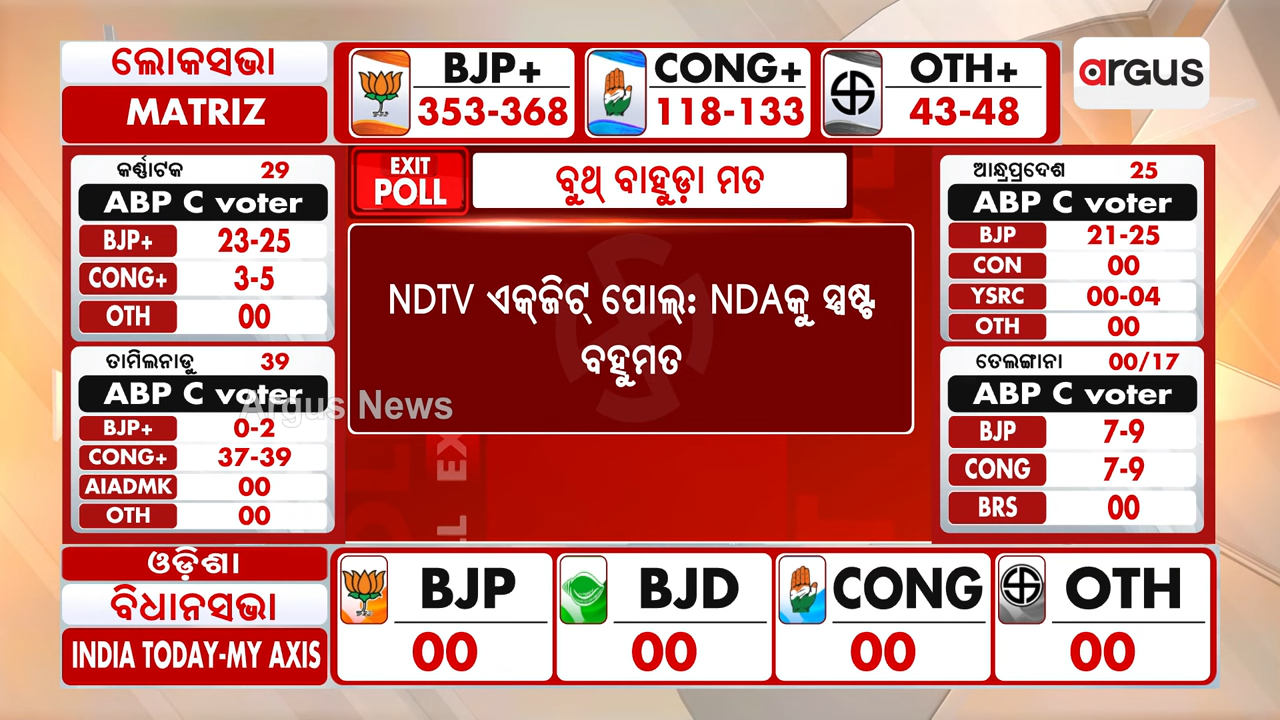 ଲୋକସଭା
MATRIZ
BJP+
353-368
CONG+
118-133
OTH+
43-48
argus
କର୍ଣ୍ଣାଟକ 29
ABP C voter
BJP+ 23-25
CONG+ 3-5
OTH 00
ତାମିଲନାଡୁ 39
ABP C voter
BJP+ 0-2
CONG+ 37-39
AIADMK 00
OTH 00
EXIT
POLL
ବୁଥ୍ ବାହୁଡ଼ା ମତ
NDTV ଏକ୍‌ଜିଟ୍ ପୋଲ୍: NDAକୁ ସ୍ପଷ୍ଟ
ବହୁମତ
Argus News
ଆନ୍ଧ୍ରପ୍ରଦେଶ 25
ABP C voter
BJP 21-25
CON 00
YSRC 00-04
OTH 00
ତେଲଙ୍ଗାନା 00/17
ABP C voter
BJP 7-9
CONG 7-9
BRS 00
ଓଡ଼ିଶା
ବିଧାନସଭା
INDIA TODAY-MY AXIS
BJP
00
BJD
00
CONG
00
OTH
00